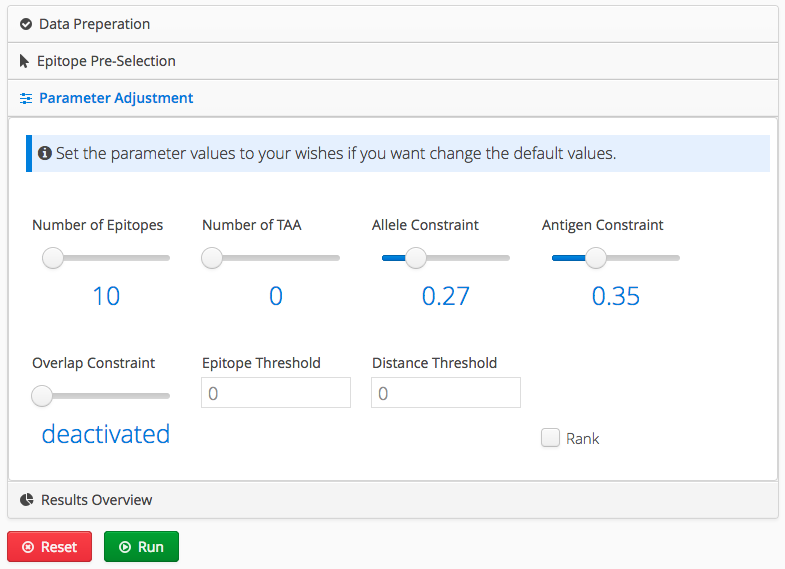 Data Preperation
Epitope Pre-Selection
Parameter Adjustment
Set the parameter values to your wishes if you want change the default values.
Number of Epitopes Number of TAA Allele Constraint Antigen Constraint
10 0 0.27 0.35
Overlap Constraint Epitope Threshold Distance Threshold
0 0
deactivated
Rank
Results Overview
Reset Run